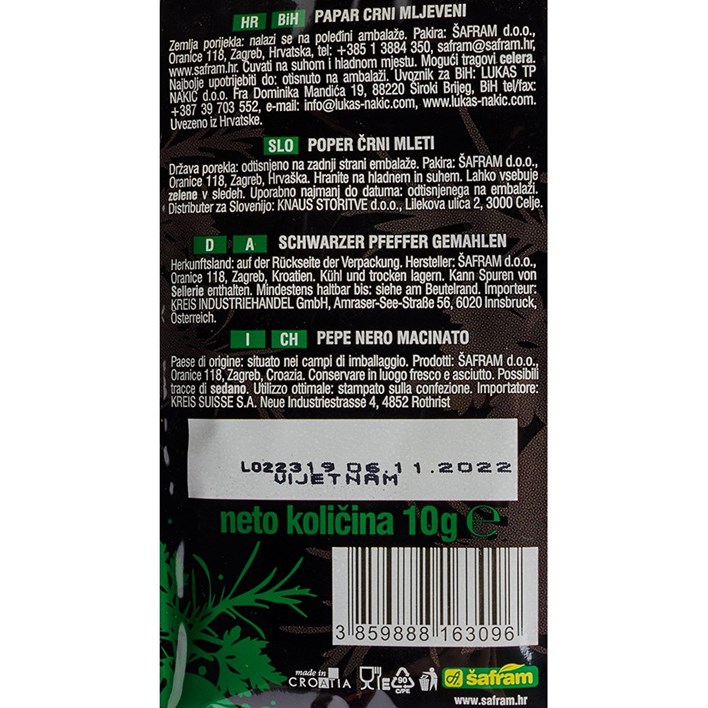 HR BiH PAPAR CRNI MLJEVENI
Zemlja porijekla: nalazi se na poleđini ambalaže. Pakira: ŠAFRAM d.o.o.,
Oranice 118, Zagreb, Hrvatska, tel: +385 1 3884 350, safram@safram.hr,
www.safram.hr. Čuvati na suhom i hladnom mjestu. Mogući tragovi celera.
Najbolje upotrijebiti do: otisnuto na ambalaži. Uvoznik za BiH: LUKAS TP
NAKIĆ d.o.o. Fra Dominika Mandića 19, 88220 Široki Brijeg, BiH tel/fax:
+387 39 703 552, e-mail: info@lukas-nakic.com, www.lukas-nakic.com.
Uvezeno iz Hrvatske.
SLO POPER ČRNI MLETI
Država porekla: odtisnjeno na zadnji strani embalaže. Pakira: ŠAFRAM d.o.o.,
Oranice 118, Zagreb, Hrvaška. Hranite na hladnem in suhem. Lahko vsebuje
zelene v sledeh. Uporabno najmanj do datuma: odtisnjenega na embalaži.
Distributer za Slovenijo: KNAUS STORITVE d.o.o., Lilekova ulica 2, 3000 Celje.
D A SCHWARZER PFEFFER GEMAHLEN
Herkunftsland: auf der Rückseite der Verpackung. Hersteller: ŠAFRAM d.o.o.,
Oranice 118, Zagreb, Kroatien. Kühl und trocken lagern. Kann Spuren von
Sellerie enthalten. Mindestens haltbar bis: siehe am Beutelrand. Importeur:
KREIS INDUSTRIEHANDEL GmbH, Amraser-See-Straße 56, 6020 Innsbruck,
Österreich.
I CH PEPE NERO MACINATO
Paese di origine: situato nei campi di imballaggio. Prodotti: ŠAFRAM d.o.o.,
Oranice 118, Zagreb, Croazia. Conservare in luogo fresco e asciutto. Possibili
tracce di sedano. Utilizzo ottimale: stampato sulla confezione. Importatore:
KREIS SUISSE S.A. Neue Industriestrasse 4, 4852 Rothrist
L022319 06.11.2022
VIJETNAM
neto količina 10g e
3 859888 163096
made in
CROATIA
90
C/PE
šafram
www.safram.hr